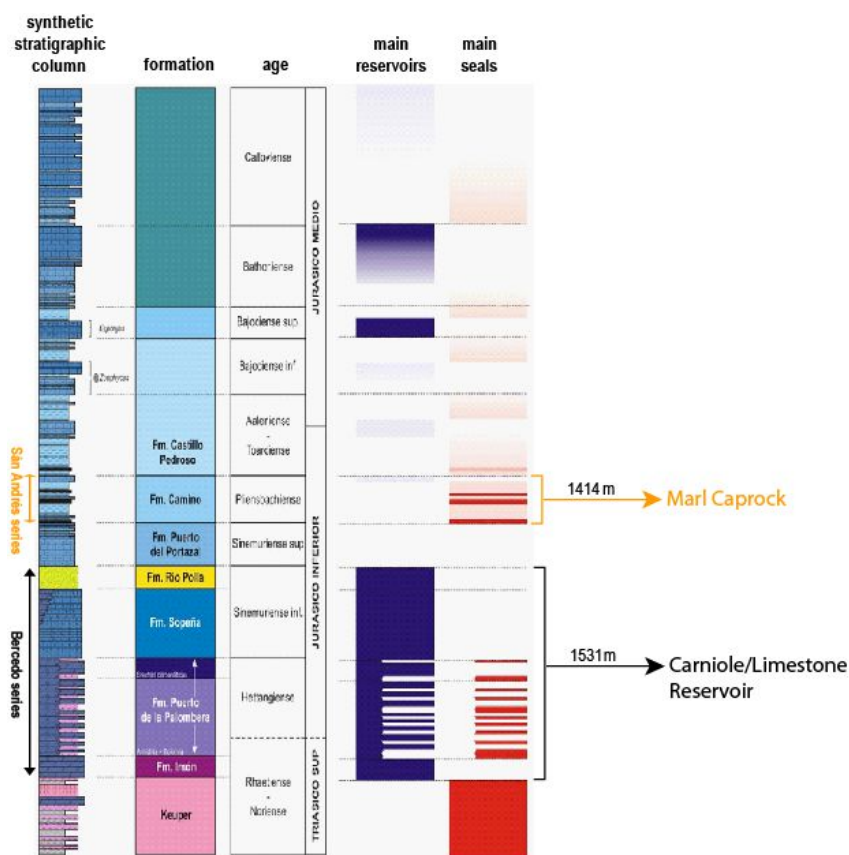 synthetic
stratigraphic
column
formation
age
main
reservoirs
main
seals
Calloviense
Bathoniense
Bajociense sup
Bajociense inf
Aaleniense
-
Toarciense
Pliensbachiense
Sinemuriense sup
Sinemuriense inf.
Hettangiense
Rhaetiense
-
Noriense
JURASICO MEDIO
JURASICO INFERIOR
TRIASICO SUP
Fm. Castillo
Pedroso
Fm. Camino
Fm. Puerto
del Portazal
Fm. Rio Polla
Fm. Sopeña
Fm. Puerto
de la Palombera
Fm. Imón
Keuper
San Andrés series
Bercedo series
1414 m
Marl Caprock
1531m
Carniole/Limestone
Reservoir